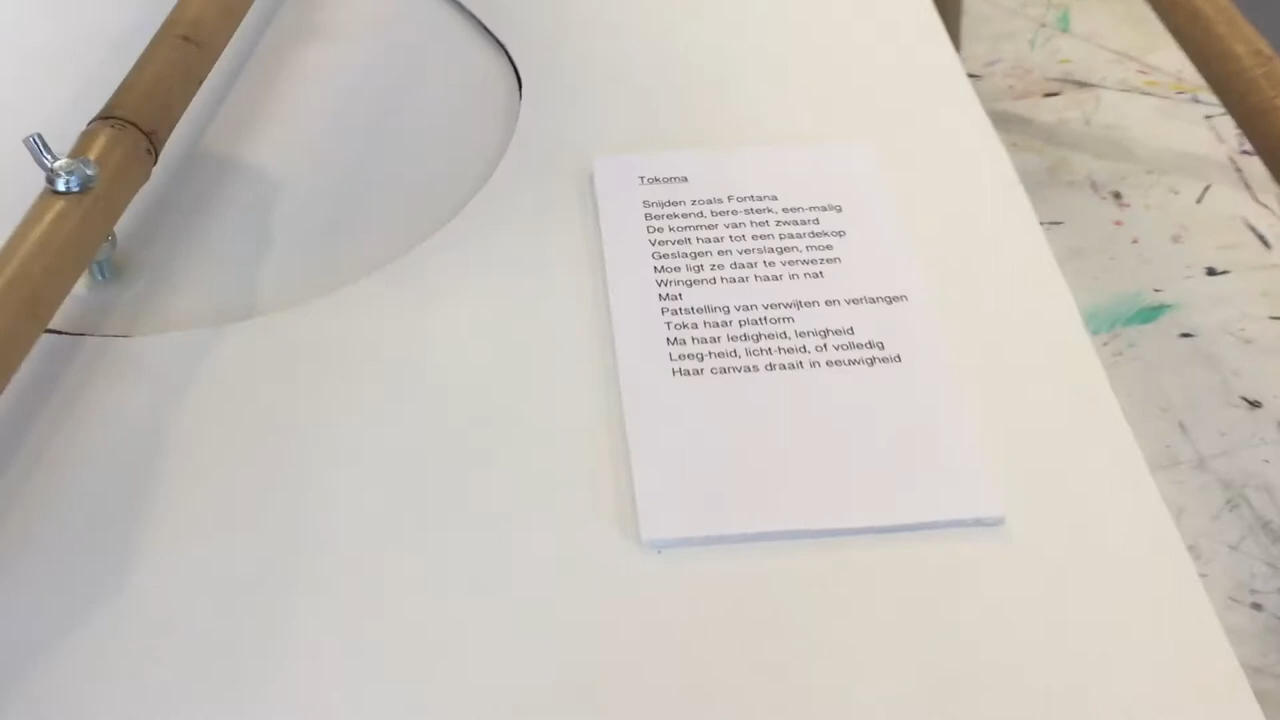 Tokoma
Snijden zoals Fontana
Berekend, bere-sterk, een-malig
De kommer van het zwaard
Vervelt haar tot een paardekop
Geslagen en verslagen, moe
Moe ligt ze daar te verwezen
Wringend haar haar in nat
Mat
Patstelling van verwijten en verlangen
Toka haar platform
Ma haar ledigheid, lenigheid
Leeg-heid, licht-heid, of volledig
Haar canvas draait in eeuwigheid